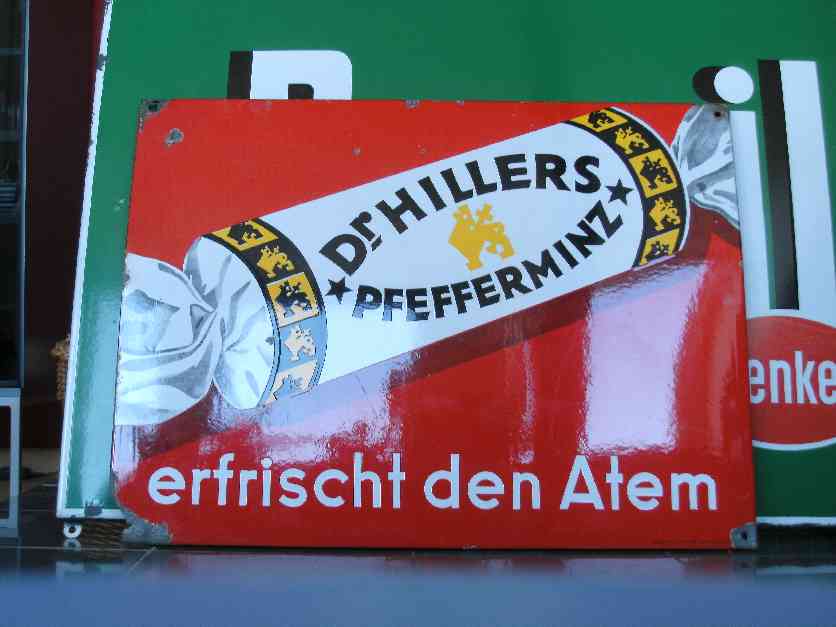 Dr. HILLERS
PFEFFERMINZ
erfrischt den Atem
enke